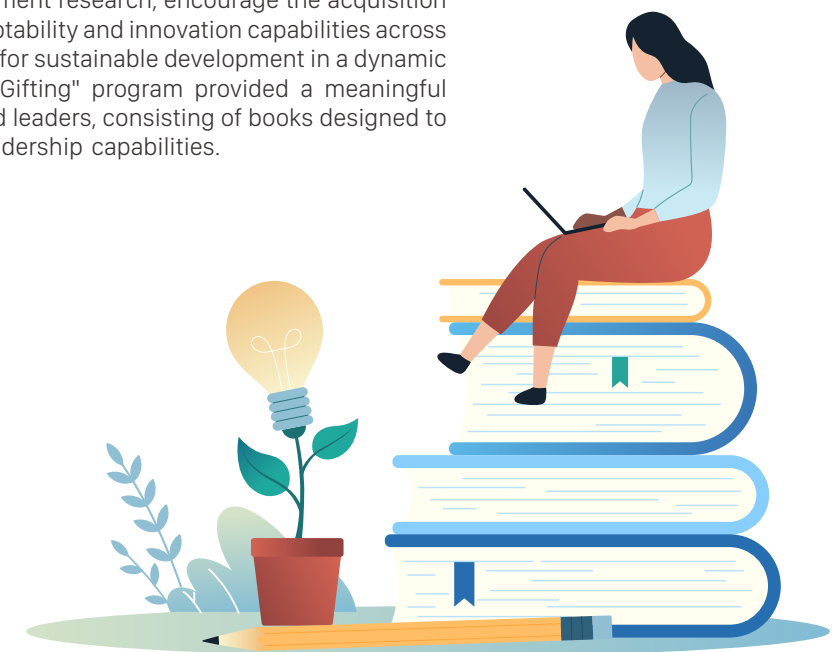 ment research, encourage the acquisition
ptability and innovation capabilities across
for sustainable development in a dynamic
Gifting" program provided a meaningful
d leaders, consisting of books designed to
dership capabilities.